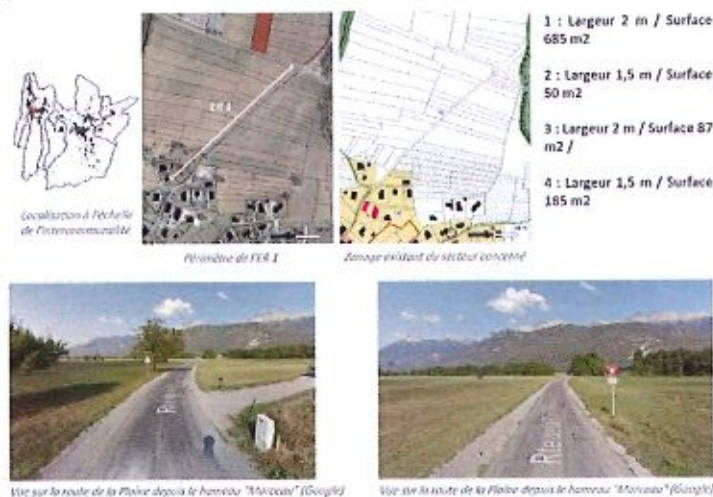 1 : Largeur 2 m / Surface
685 m2
2 : Largeur 1,5 m / Surface
50 m2
3 : Largeur 2 m / Surface 87
m2 /
4 : Largeur 1,5 m / Surface
185 m2
Localisation à l'échelle
de l'intercommunalité
Périmètre de l'ER 1
Zonage existant du secteur concerné
Vue sur la route de la Plaine depuis le hameau "Morceau" (Google)
Vue sur la route de la Plaine depuis le hameau "Morceau" (Google)